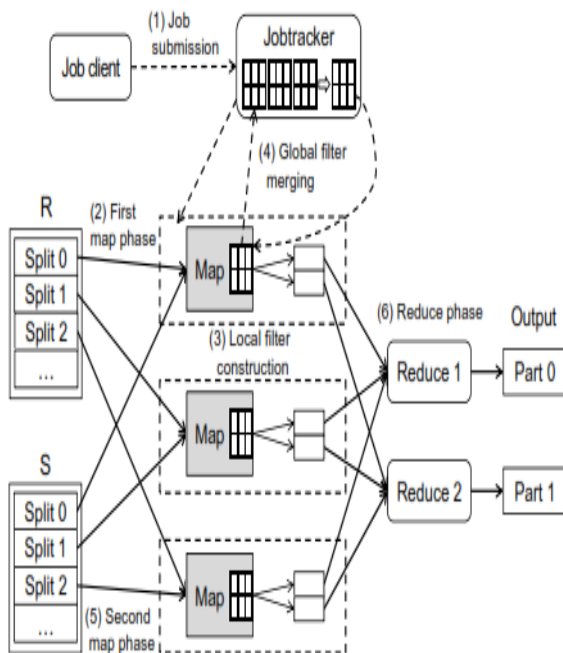 (1) Job
submission
Job client
Jobtracker
(4) Global filter
merging
R
(2) First
map phase
Split 0
Split 1
Split 2
...
Map
(3) Local filter
construction
Map
(6) Reduce phase
Output
Reduce 1
Part 0
Reduce 2
Part 1
S
Split 0
Split 1
Split 2
...
(5) Second
map phase
Map